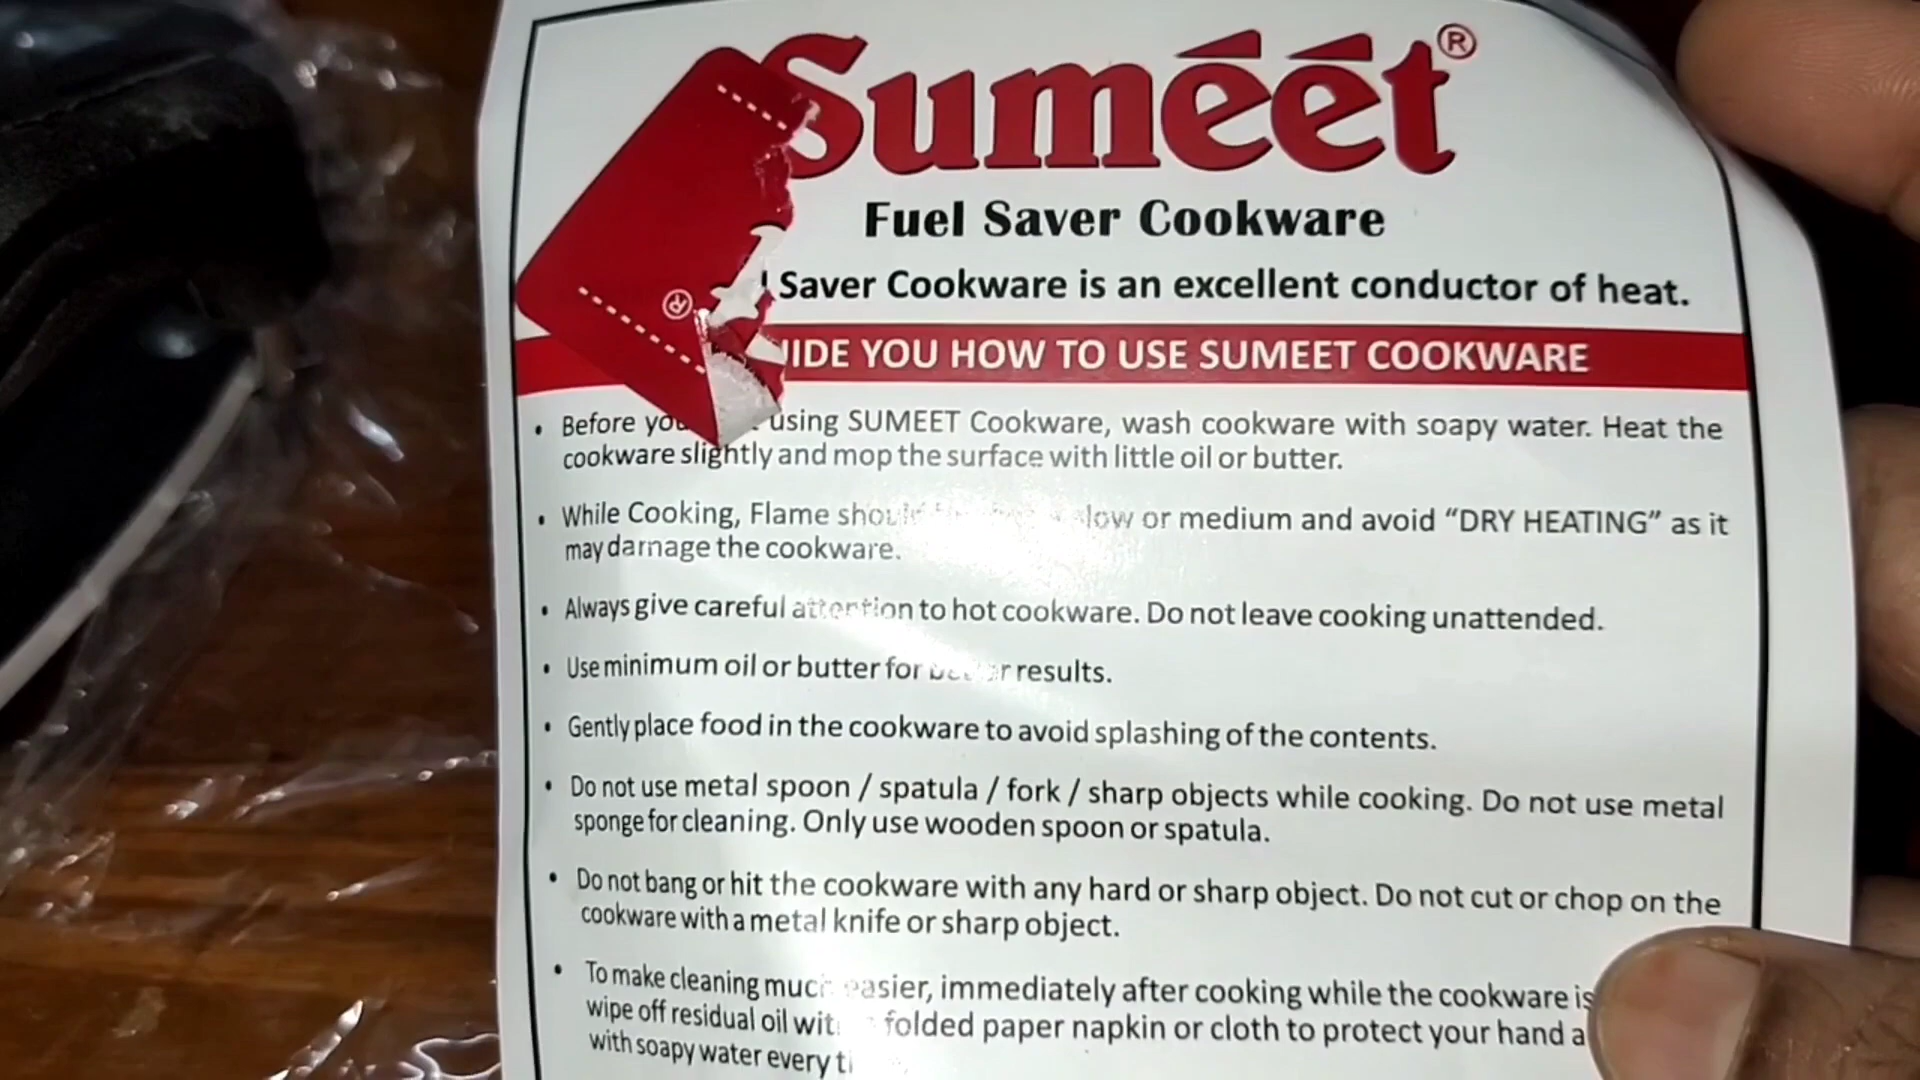 Suméét®
Fuel Saver Cookware
Saver Cookware is an excellent conductor of heat.
®
YOU HOW TO USE SUMEET COOKWARE
• Before using SUMEET Cookware, wash cookware with soapy water. Heat the
cookware slightly and mop the surface with little oil or butter.
• While Cooking, Flame low or medium and avoid “DRY HEATING” as it
may damage the cookware.
• Always give careful attention to hot cookware. Do not leave cooking unattended.
• Use minimum oil or butter for results.
• Gently place food in the cookware to avoid splashing of the contents.
• Do not use metal spoon / spatula / fork / sharp objects while cooking. Do not use metal
sponge for cleaning. Only use wooden spoon or spatula.
• Do not bang or hit the cookware with any hard or sharp object. Do not cut or chop on the
cookware with a metal knife or sharp object.
• To make cleaning much easier, immediately after cooking while the cookware is
wipe off residual oil folded paper napkin or cloth to protect your hand
with soapy water every